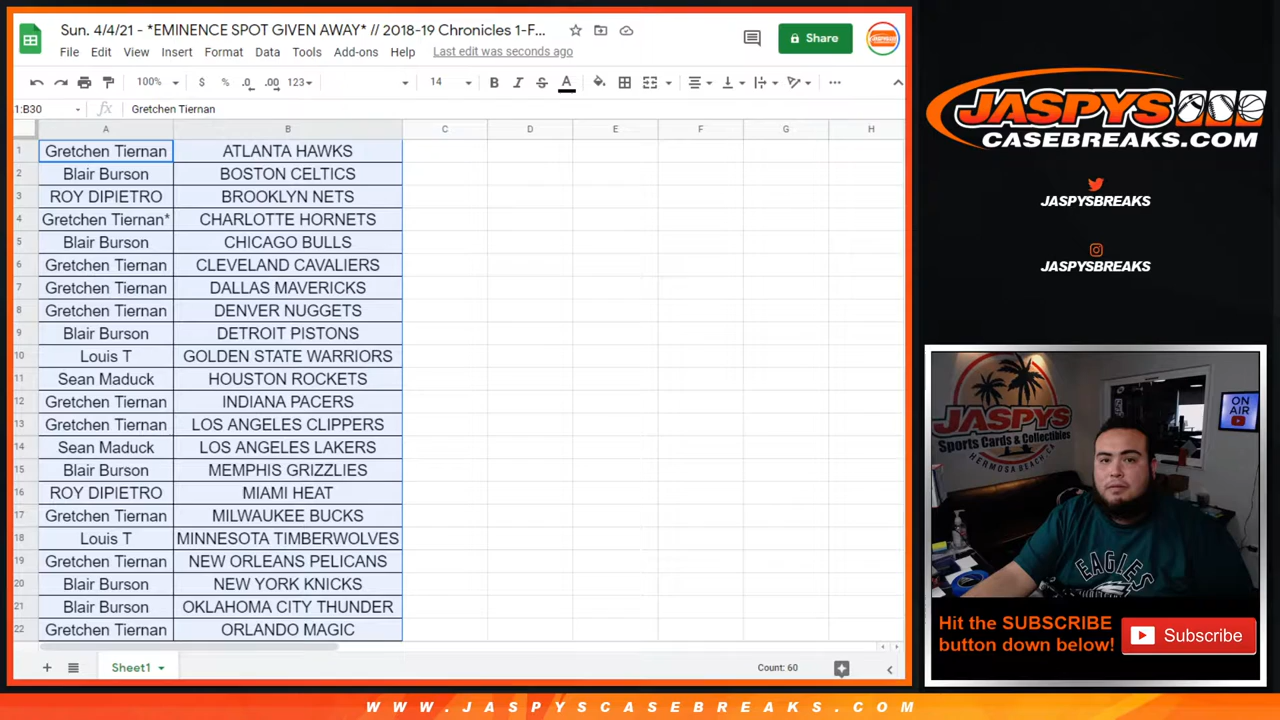 Sun. 4/4/21 - *EMINENCE SPOT GIVEN AWAY* // 2018-19 Chronicles 1-F...
File Edit View Insert Format Data Tools Add-ons Help Last edit was seconds ago
Share
100% $ % .0 .00 123 14 B I S A
1:B30 fx Gretchen Tiernan
A B C D E F G H
1 Gretchen Tiernan ATLANTA HAWKS
2 Blair Burson BOSTON CELTICS
3 ROY DIPIETRO BROOKLYN NETS
4 Gretchen Tiernan* CHARLOTTE HORNETS
5 Blair Burson CHICAGO BULLS
6 Gretchen Tiernan CLEVELAND CAVALIERS
7 Gretchen Tiernan DALLAS MAVERICKS
8 Gretchen Tiernan DENVER NUGGETS
9 Blair Burson DETROIT PISTONS
10 Louis T GOLDEN STATE WARRIORS
11 Sean Maduck HOUSTON ROCKETS
12 Gretchen Tiernan INDIANA PACERS
13 Gretchen Tiernan LOS ANGELES CLIPPERS
14 Sean Maduck LOS ANGELES LAKERS
15 Blair Burson MEMPHIS GRIZZLIES
16 ROY DIPIETRO MIAMI HEAT
17 Gretchen Tiernan MILWAUKEE BUCKS
18 Louis T MINNESOTA TIMBERWOLVES
19 Gretchen Tiernan NEW ORLEANS PELICANS
20 Blair Burson NEW YORK KNICKS
21 Blair Burson OKLAHOMA CITY THUNDER
22 Gretchen Tiernan ORLANDO MAGIC
Sheet1 Count: 60
JASPYS
CASEBREAKS.COM
JASPYSBREAKS
JASPYSBREAKS
JASPYS
Sports Cards & Collectibles
HERMOSA BEACH, CA
ON
AIR
EAGLES
Hit the SUBSCRIBE
button down below!
Subscribe
WWW.JASPYSCASEBREAKS.COM